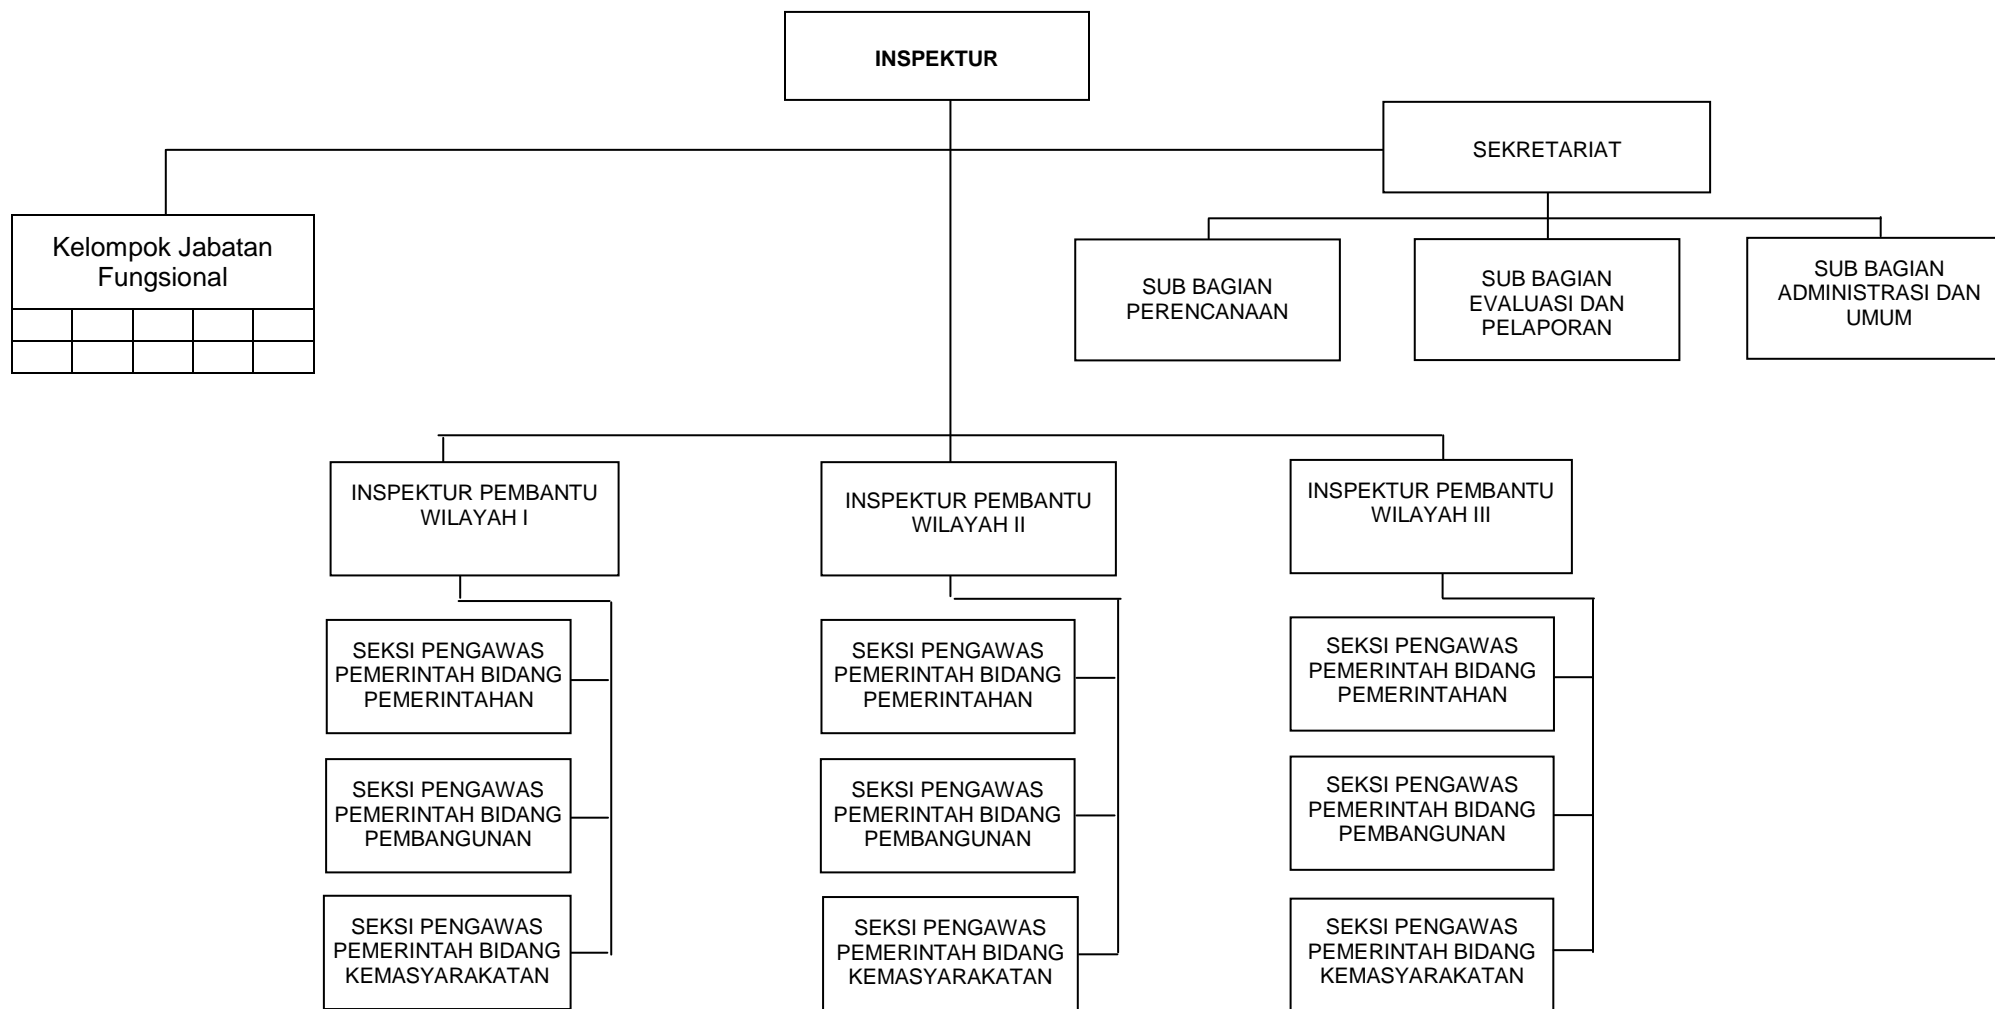 INSPEKTUR
SEKRETARIAT
Kelompok Jabatan
Fungsional
SUB BAGIAN
PERENCANAAN
SUB BAGIAN
EVALUASI DAN
PELAPORAN
SUB BAGIAN
ADMINISTRASI DAN
UMUM
INSPEKTUR PEMBANTU
WILAYAH I
INSPEKTUR PEMBANTU
WILAYAH II
INSPEKTUR PEMBANTU
WILAYAH III
SEKSI PENGAWAS
PEMERINTAH BIDANG
PEMERINTAHAN
SEKSI PENGAWAS
PEMERINTAH BIDANG
PEMERINTAHAN
SEKSI PENGAWAS
PEMERINTAH BIDANG
PEMERINTAHAN
SEKSI PENGAWAS
PEMERINTAH BIDANG
PEMBANGUNAN
SEKSI PENGAWAS
PEMERINTAH BIDANG
PEMBANGUNAN
SEKSI PENGAWAS
PEMERINTAH BIDANG
PEMBANGUNAN
SEKSI PENGAWAS
PEMERINTAH BIDANG
KEMASYARAKATAN
SEKSI PENGAWAS
PEMERINTAH BIDANG
KEMASYARAKATAN
SEKSI PENGAWAS
PEMERINTAH BIDANG
KEMASYARAKATAN